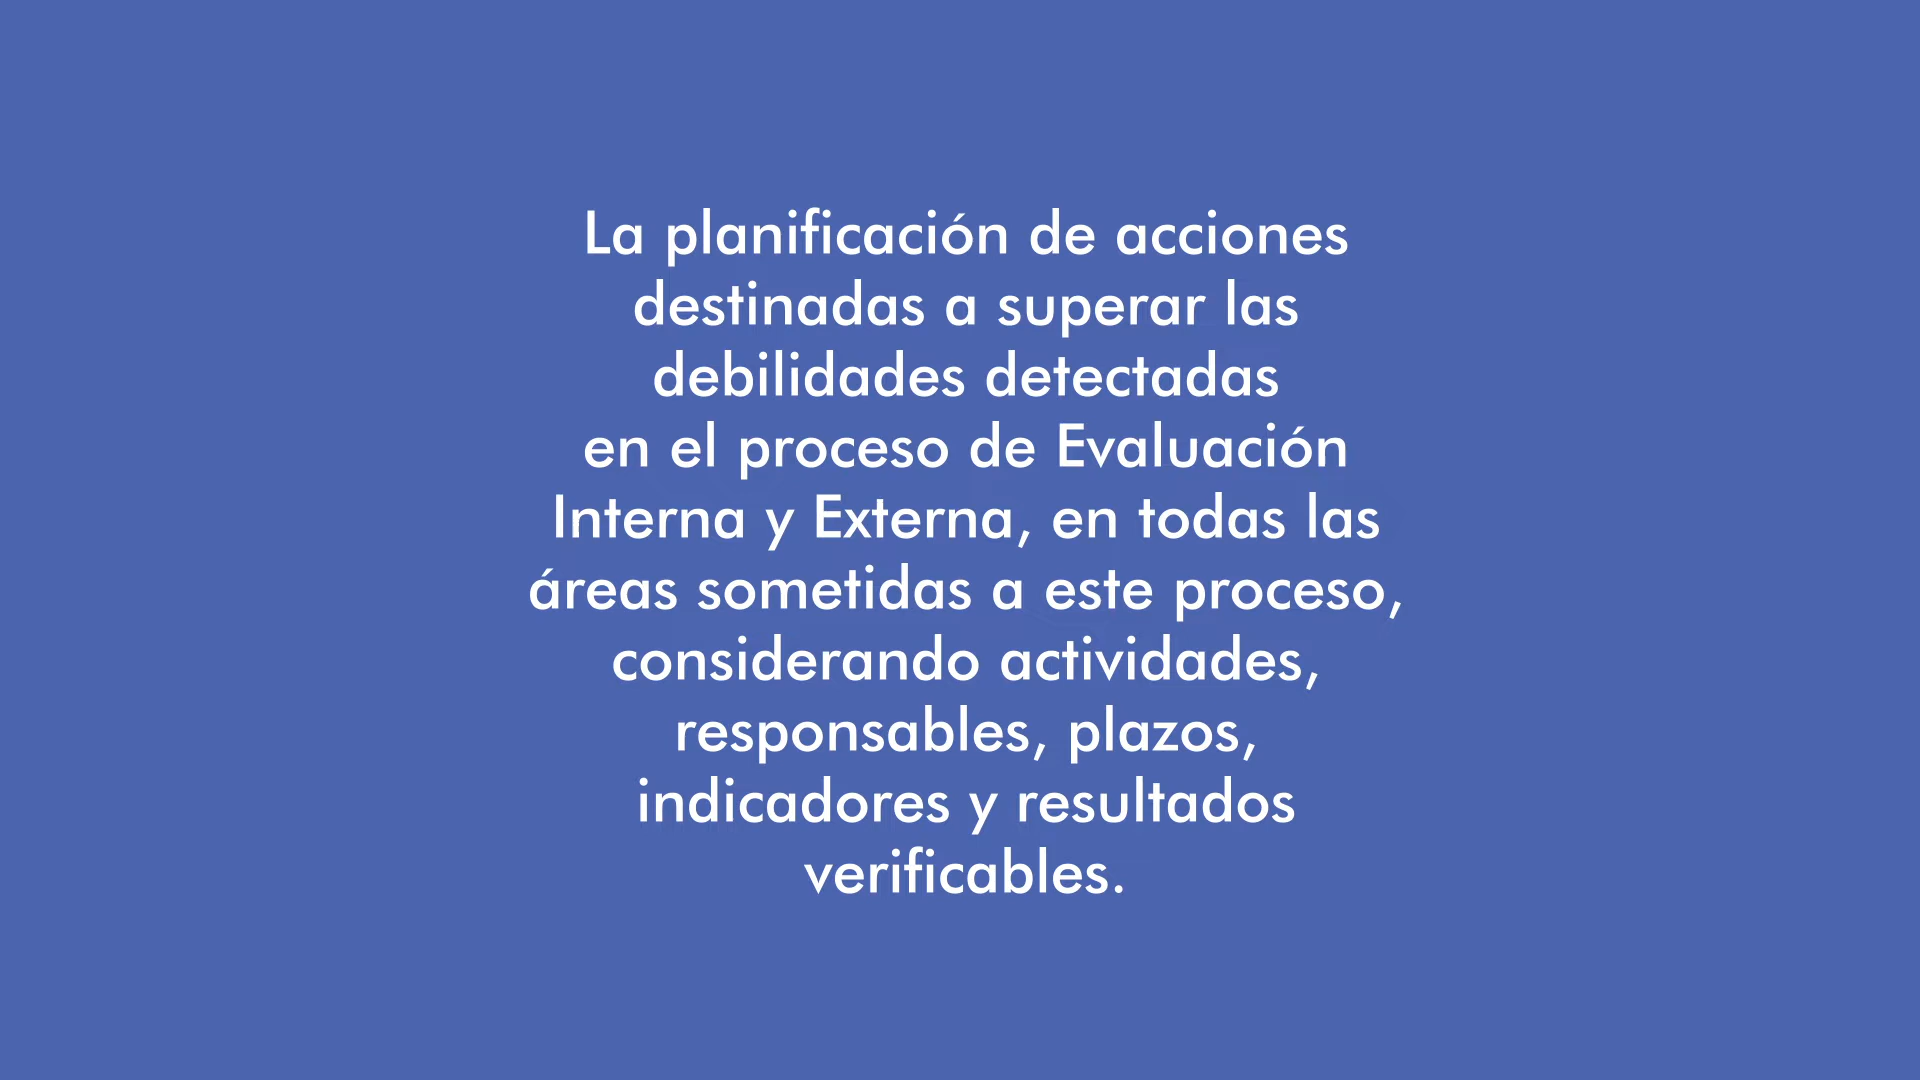 La planificación de acciones
destinadas a superar las
debilidades detectadas
en el proceso de Evaluación
Interna y Externa, en todas las
áreas sometidas a este proceso,
considerando actividades,
responsables, plazos,
indicadores y resultados
verificables.